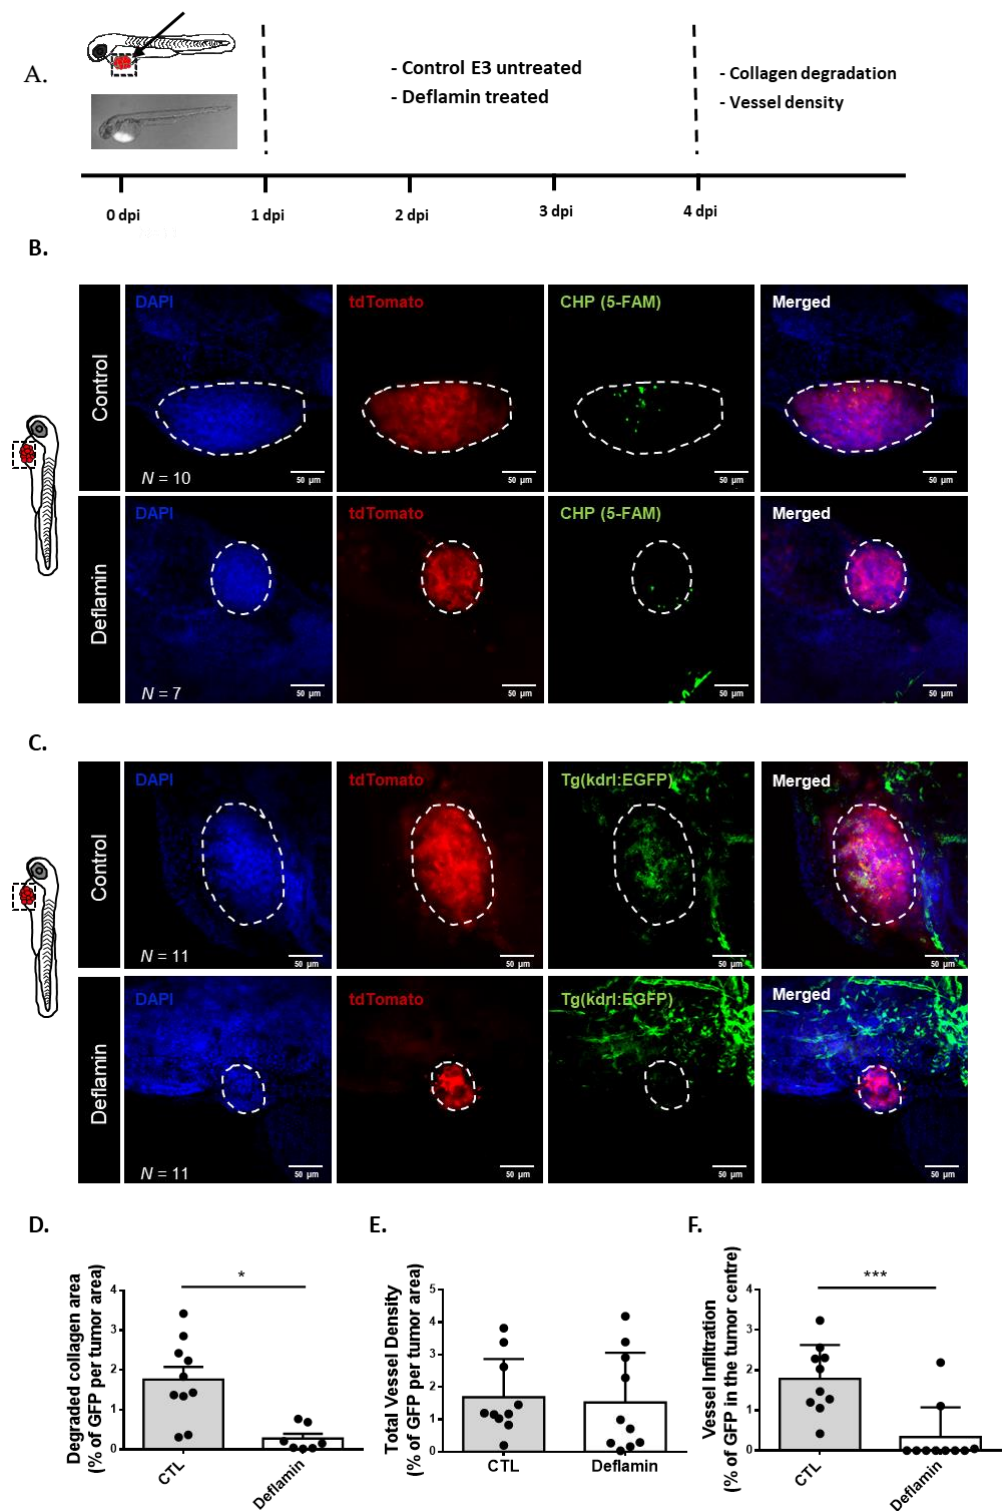 A.
- Control E3 untreated
- Deflamin treated
- Collagen degradation
- Vessel density
0 dpi
1 dpi
2 dpi
3 dpi
4 dpi
B.
Control
DAPI
tdTomato
CHP (5-FAM)
Merged
N = 10
50 µm
50 µm
50 µm
50 µm
Deflamin
DAPI
tdTomato
CHP (5-FAM)
Merged
N = 7
50 µm
50 µm
50 µm
50 µm
C.
Control
DAPI
tdTomato
Tg(kdrl:EGFP)
Merged
N = 11
50 µm
50 µm
50 µm
50 µm
Deflamin
DAPI
tdTomato
Tg(kdrl:EGFP)
Merged
N = 11
50 µm
50 µm
50 µm
50 µm
D.
Degraded collagen area
(% of GFP per tumor area)
4
3
2
1
0
*
CTL
Deflamin
E.
Total Vessel Density
(% of GFP per tumor area)
5
4
3
2
1
0
CTL
Deflamin
F.
Vessel Infiltration
(% of GFP in the tumor centre)
4
3
2
1
0
***
CTL
Deflamin